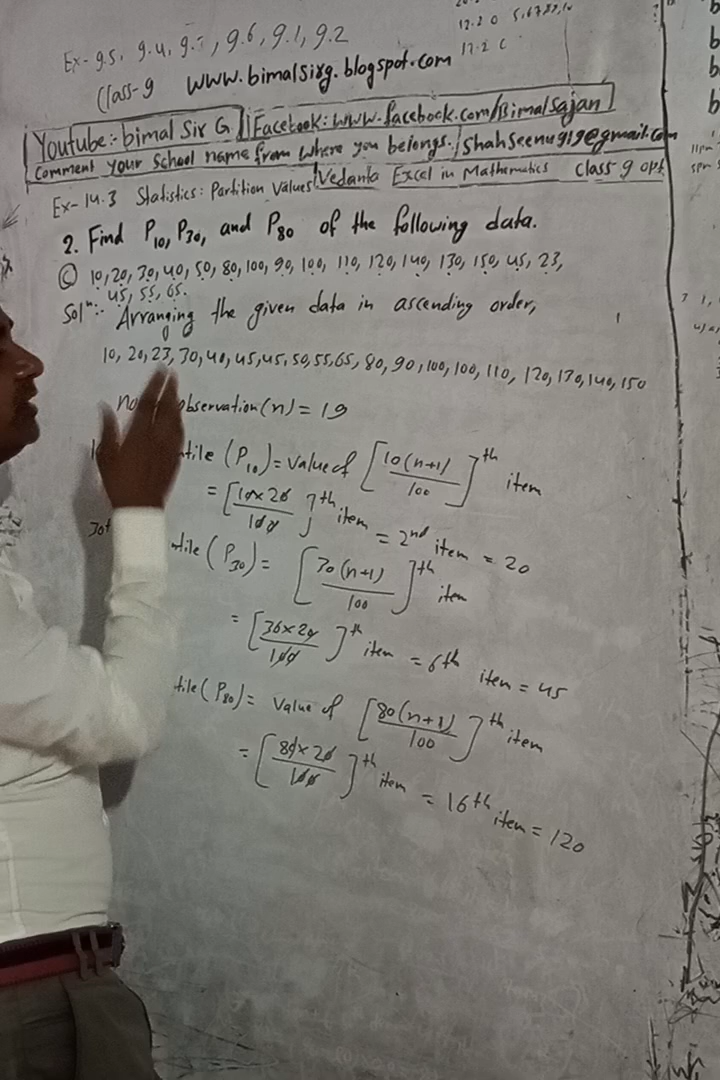 Ex- 9.5, 9.4, 9.6, 9.1, 9.2
17.2 C
Class-9 www.bimalsirg.blogspot.com
Youtube:- bimal Sir G || Facebook: www.facebook.com/Bimalsajan
Comment your School name from where you belongs. / Shahseenu919@gmail.com
Ex- 14.3 Statistics: Partition values Vedanta Excel in Mathematics class 9 opt
2. Find P10, P30, and P80 of the following data.
C 10, 20, 30, 40, 50, 80, 100, 90, 100, 110, 120, 140, 130, 150, 45, 23,
45, 55, 65.
Solⁿ:- Arranging the given data in ascending order,
10, 20, 23, 30, 40, 45, 45, 50, 55, 65, 80, 90, 100, 100, 110, 120, 130, 140, 150
no observation (n) = 19
tile (P10) = Value of [10(n+1)/100]th item
= [10×20/100]th item = 2nd item = 20
tile (P30) = [30(n+1)/100]th item
= [30×20/100]th item = 6th item = 45
tile (P80) = Value of [80(n+1)/100]th item
= [80×20/100]th item = 16th item = 120